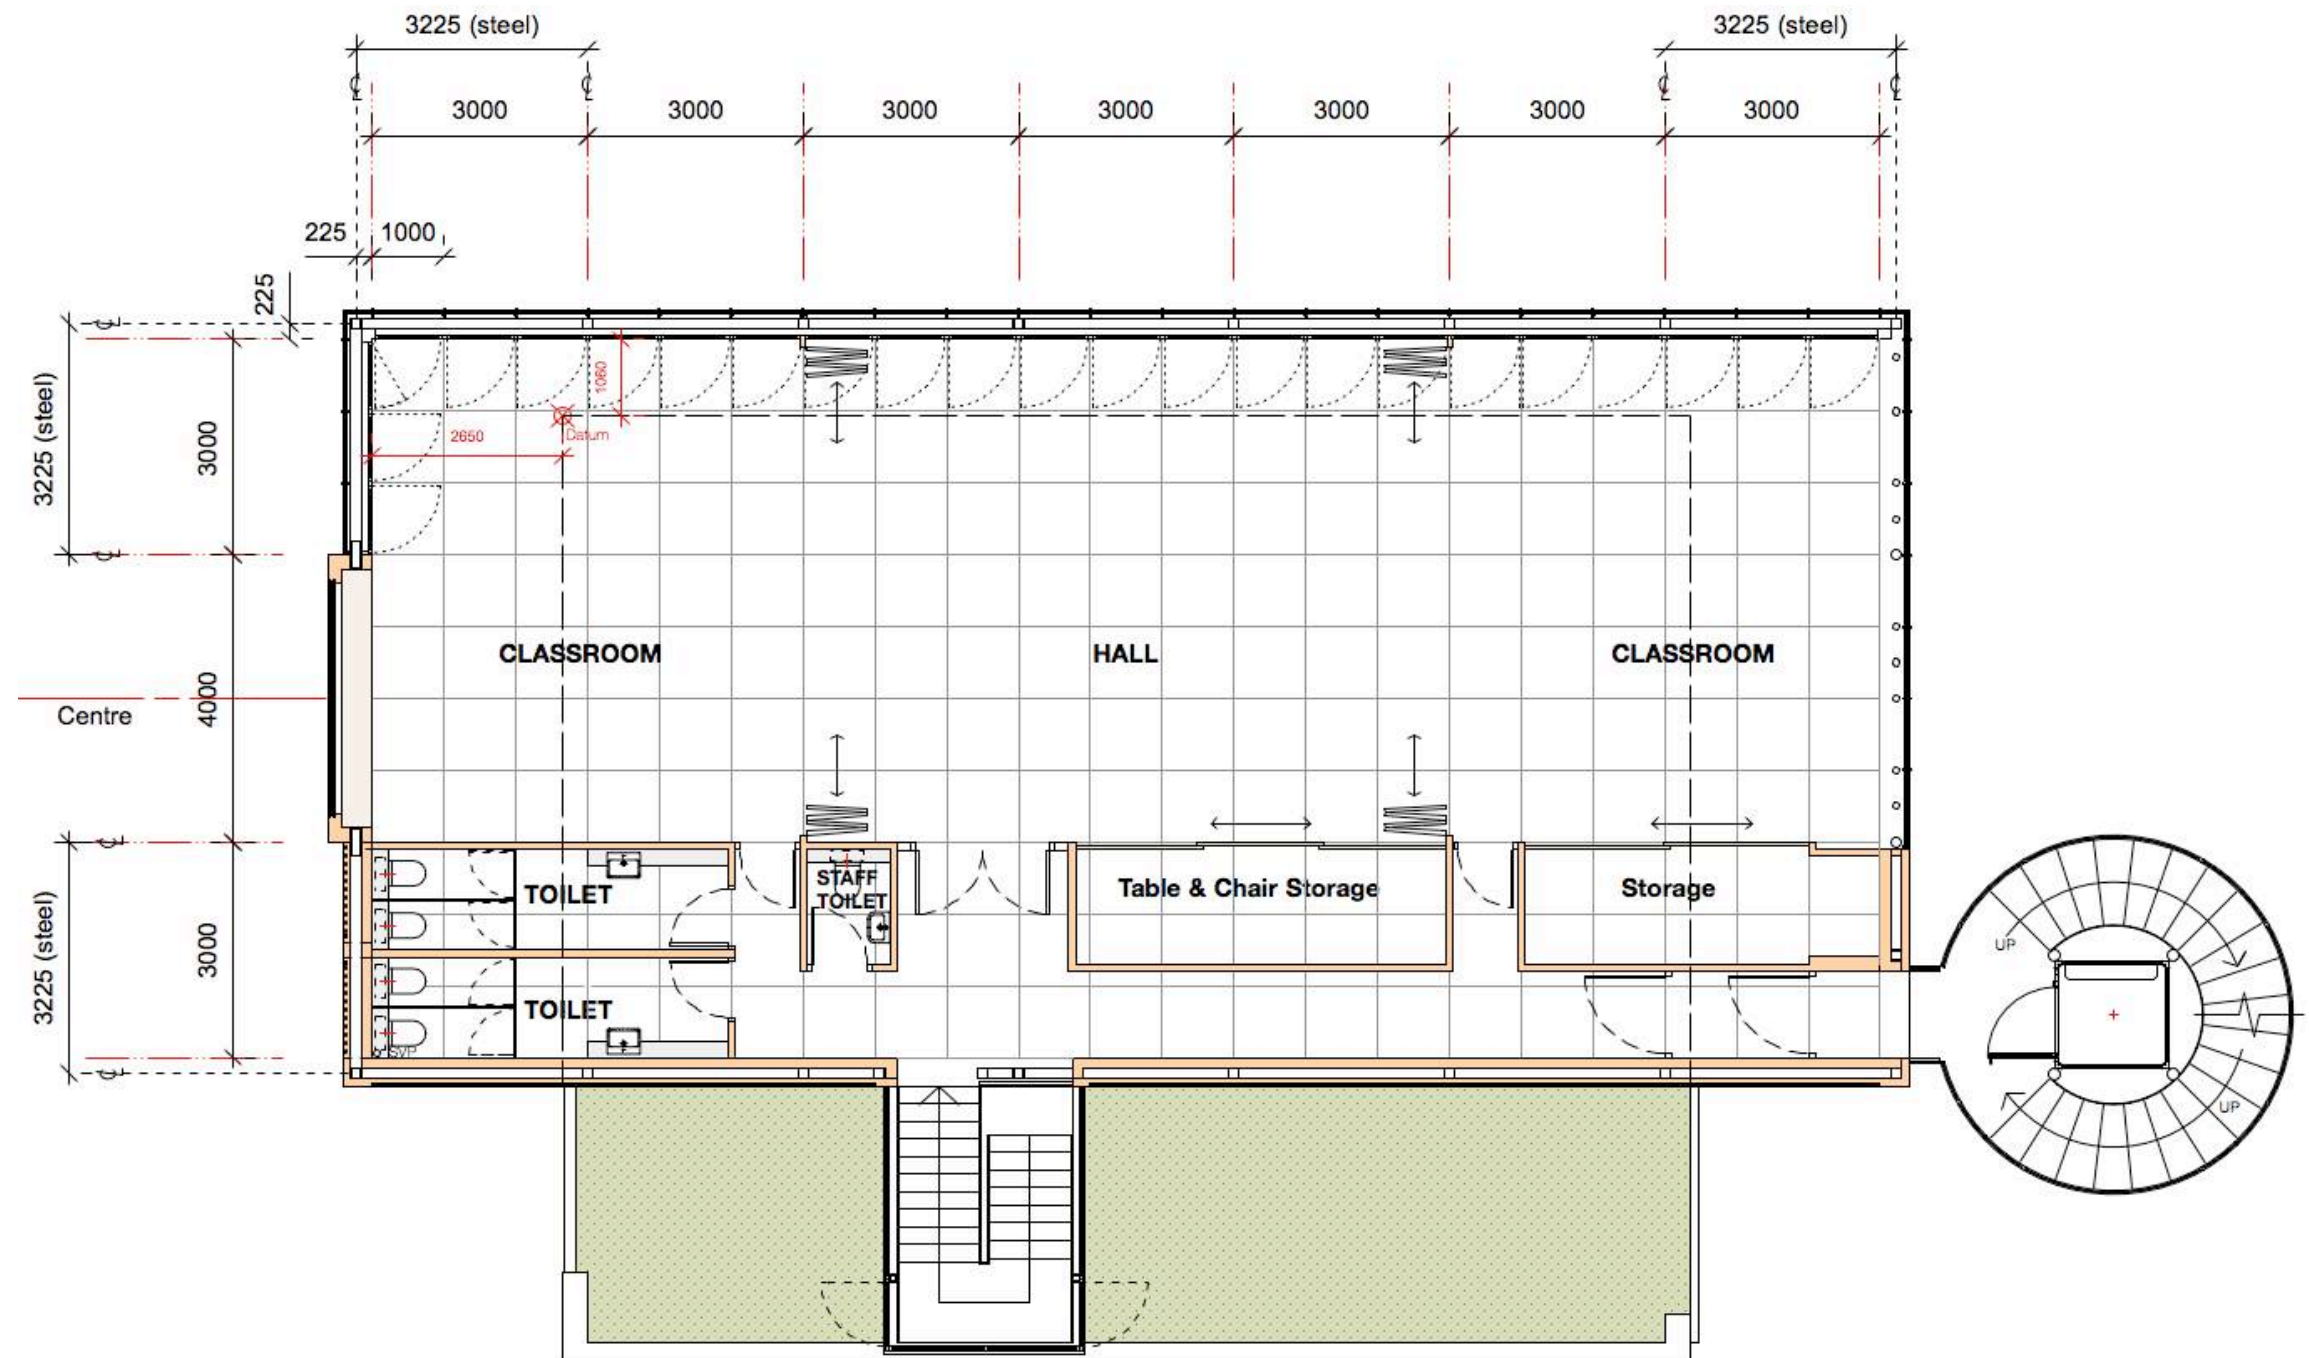 3225 (steel)
3225 (steel)
3000
3000
3000
3000
3000
3000
3000
225
1000
225
1060
3225 (steel)
3000
2650
Datum
CLASSROOM
HALL
CLASSROOM
4000
Centre
STAFF
TOILET
TOILET
Table & Chair Storage
Storage
3225 (steel)
3000
UP
TOILET
SVP
UP